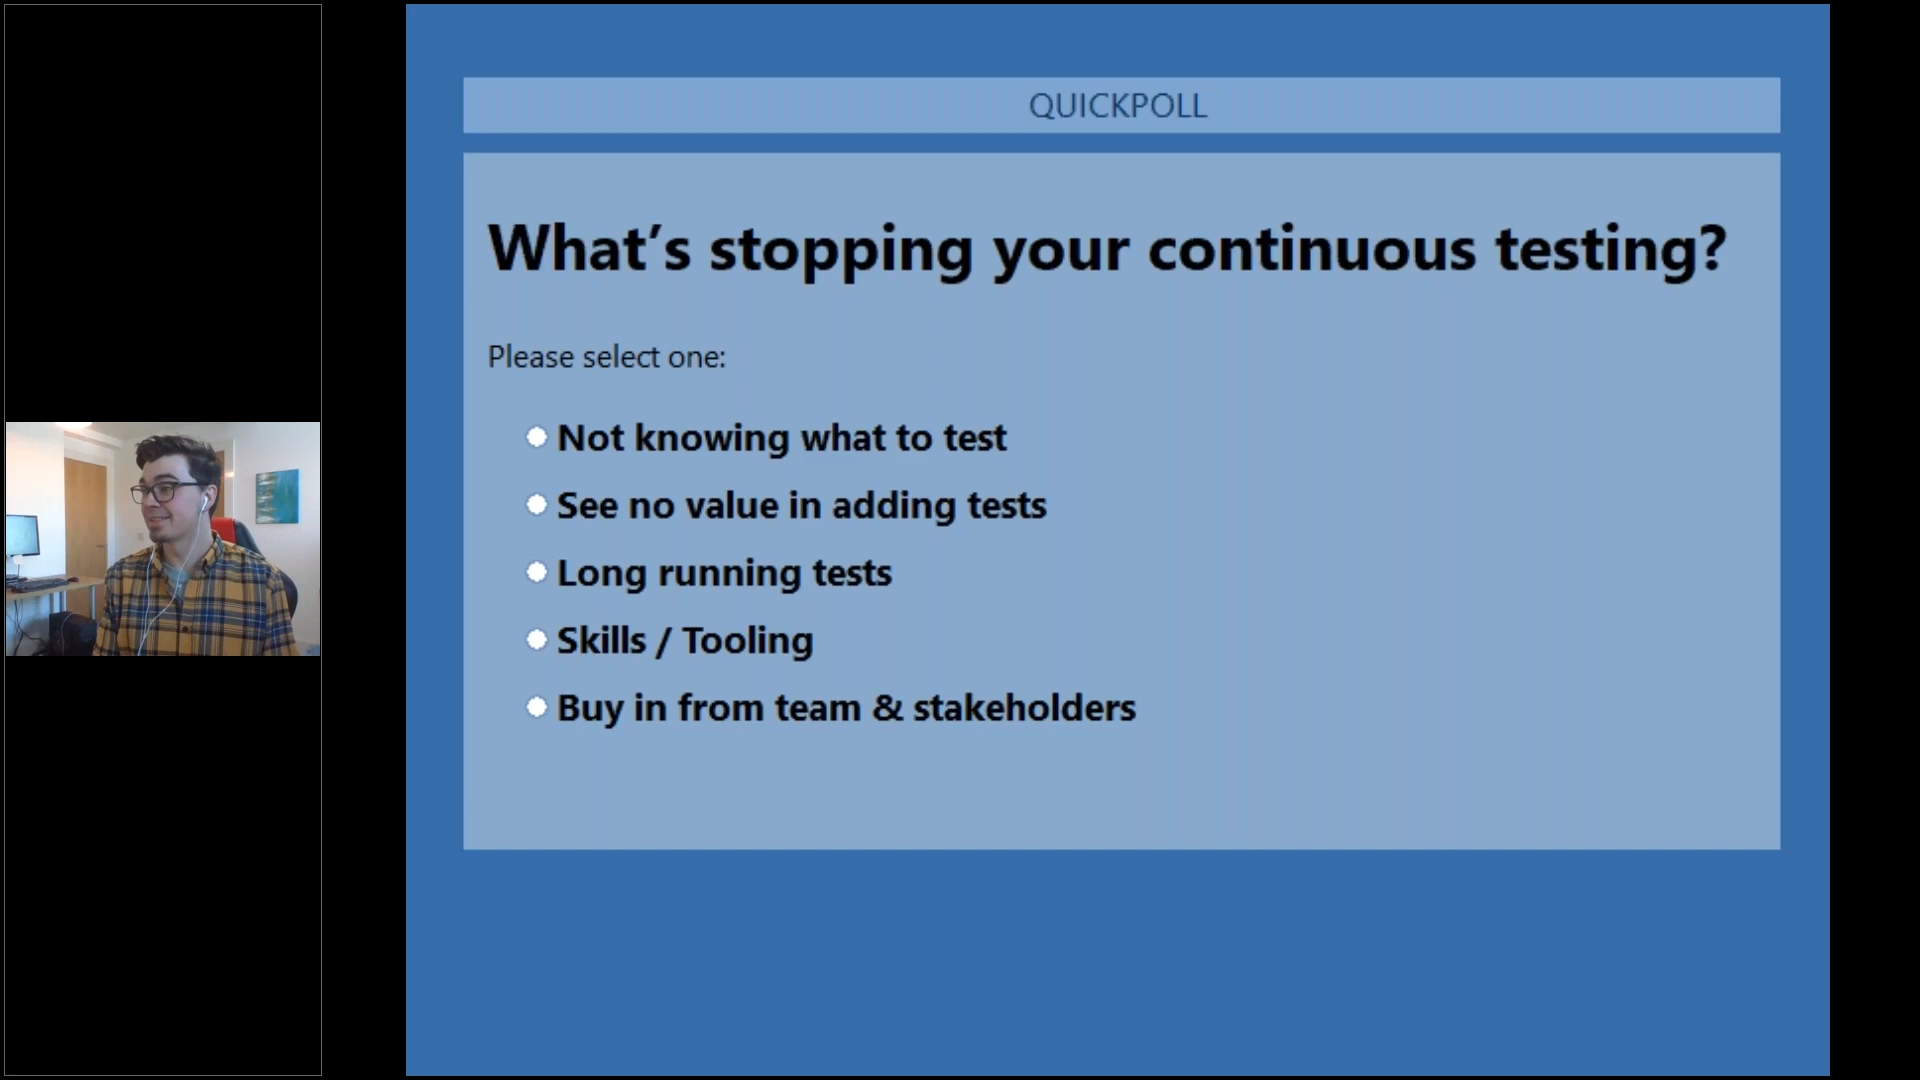 QUICKPOLL
What’s stopping your continuous testing?
Please select one:
Not knowing what to test
See no value in adding tests
Long running tests
Skills / Tooling
Buy in from team & stakeholders